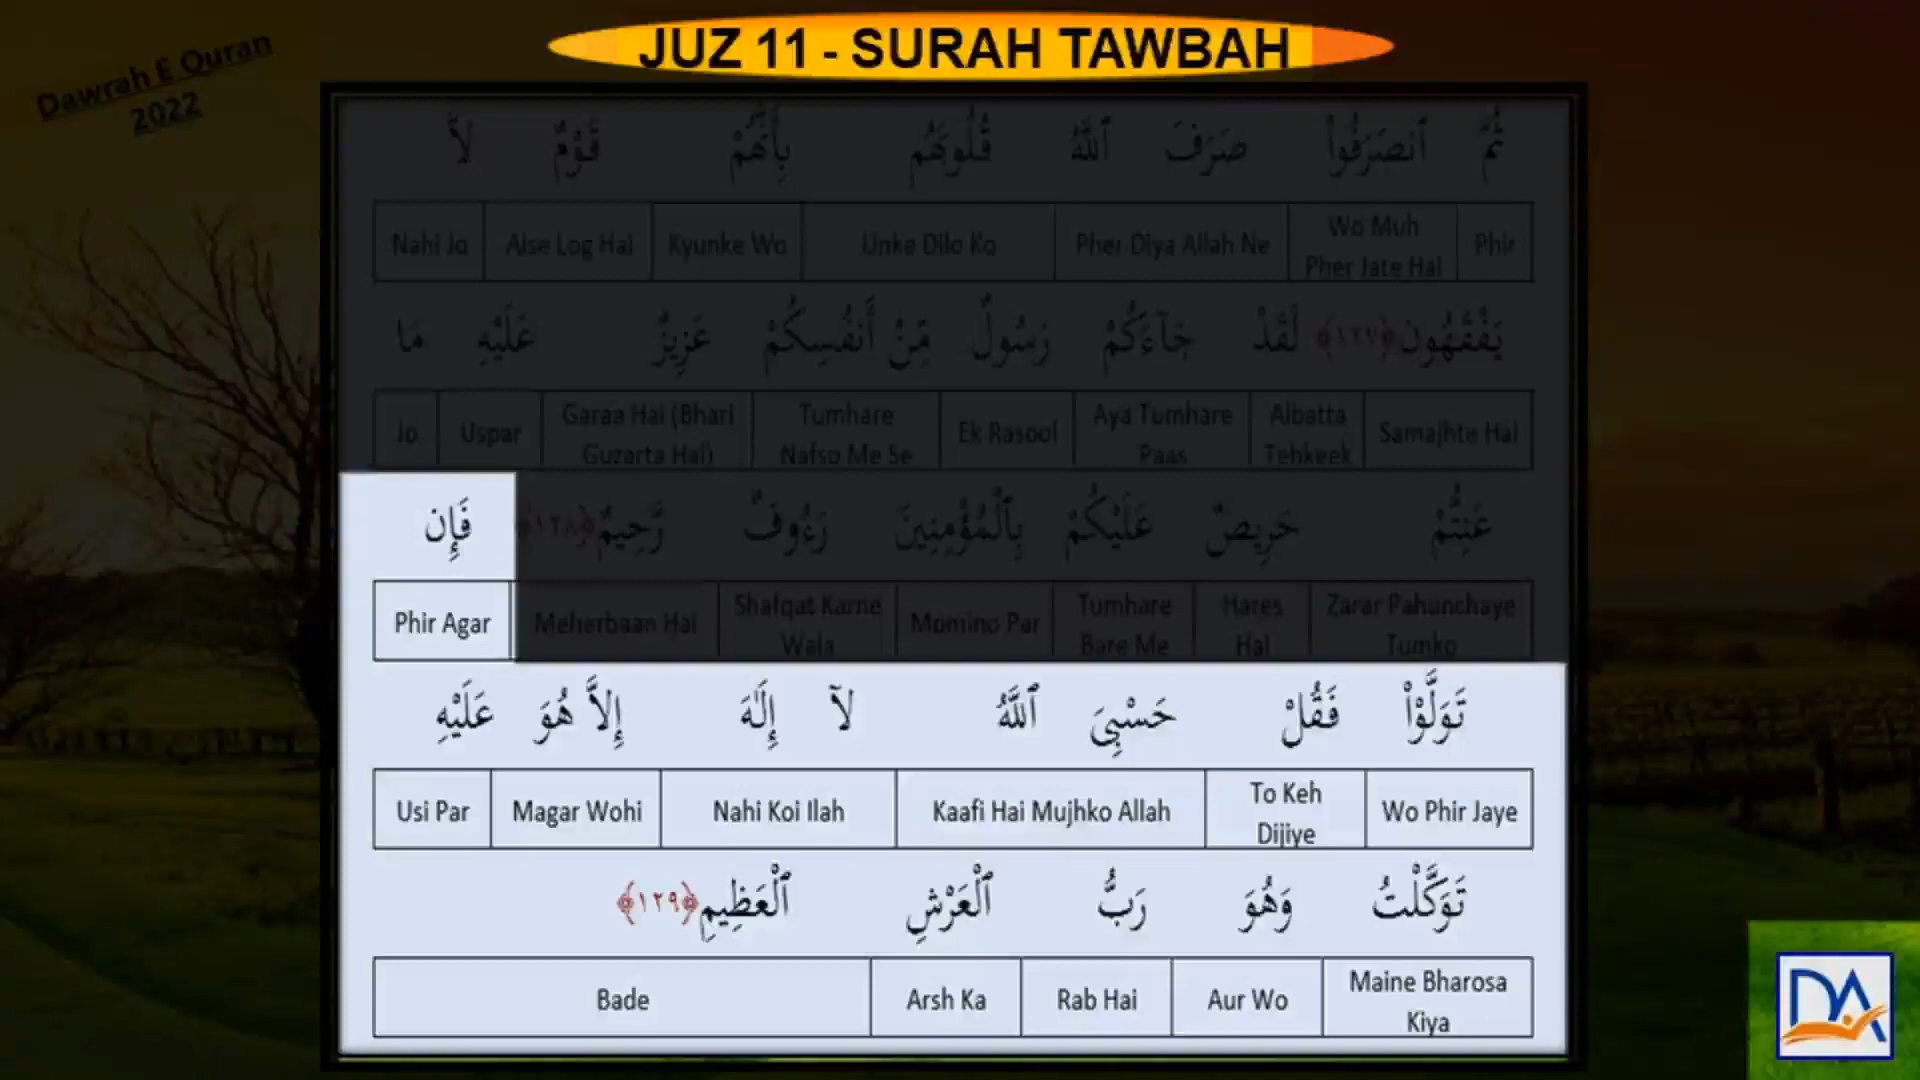 JUZ 11 - SURAH TAWBAH
Dawrah E Quran
2022
ثُمَّ ٱنصَرَفُوا۟ صَرَفَ ٱللَّهُ قُلُوبَهُم بِأَنَّهُمْ قَوْمٌ لَّا
Phir Wo Muh Pher Jate Hai Pher Diya Allah Ne Unke Dilo Ko Kyunke Wo Aise Log Hai Nahi Jo
يَفْقَهُونَ ﴿١٢٧﴾ لَقَدْ جَآءَكُمْ رَسُولٌ مِّنْ أَنفُسِكُمْ عَزِيزٌ عَلَيْهِ مَا
Samajhte Hai Albatta Tehkeek Aya Tumhare Paas Ek Rasool Tumhare Nafso Me Se Garaa Hai (Bhari Guzarta Hai) Uspar Jo
عَنِتُّمْ حَرِيصٌ عَلَيْكُمْ بِٱلْمُؤْمِنِينَ رَءُوفٌ رَّحِيمٌ ﴿١٢٨﴾ فَإِن
Zarar Pahunchaye Tumko Hares Hai Tumhare Bare Me Momino Par Shafqat Karne Wala Meherbaan Hai Phir Agar
تَوَلَّوْا۟ فَقُلْ حَسْبِىَ ٱللَّهُ لَآ إِلَٰهَ إِلَّا هُوَ عَلَيْهِ
Wo Phir Jaye To Keh Dijiye Kaafi Hai Mujhko Allah Nahi Koi Ilah Magar Wohi Usi Par
تَوَكَّلْتُ وَهُوَ رَبُّ ٱلْعَرْشِ ٱلْعَظِيمِ ﴿١٢٩﴾
Maine Bharosa Kiya Aur Wo Rab Hai Arsh Ka Bade
DA